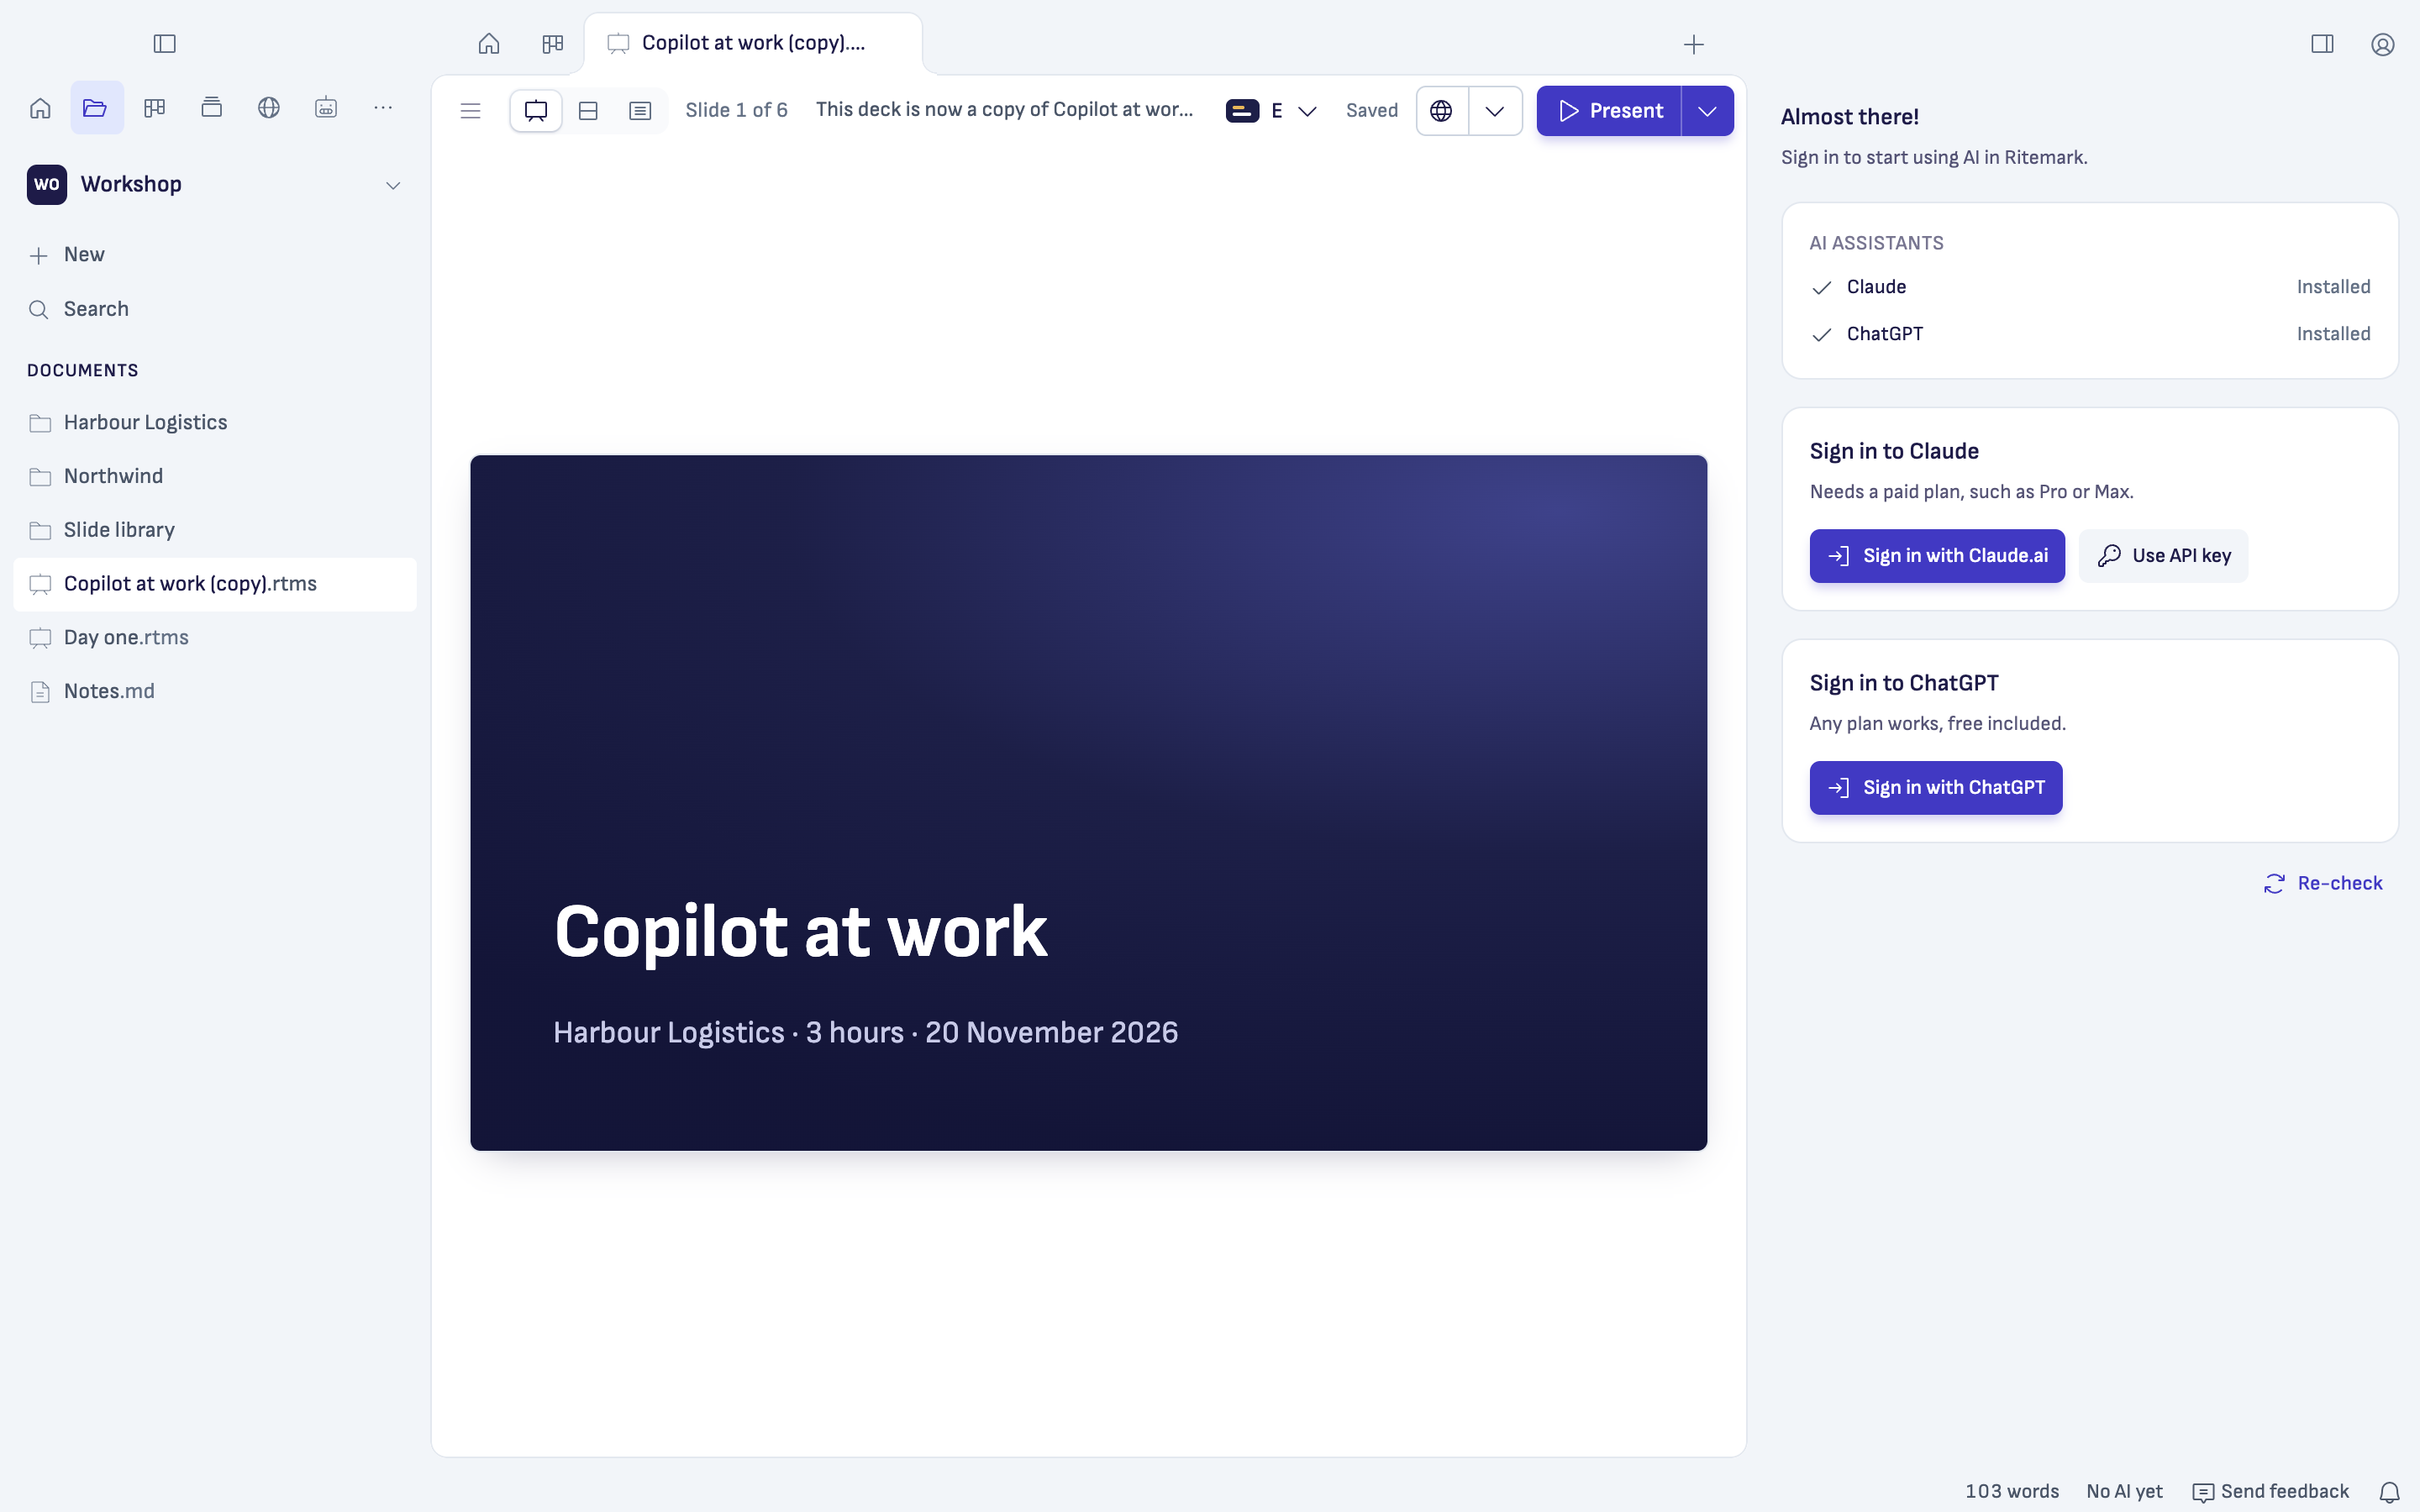 Copilot at work (copy)....
WO Workshop
New
Search
DOCUMENTS
Harbour Logistics
Northwind
Slide library
Copilot at work (copy).rtms
Day one.rtms
Notes.md
Slide 1 of 6 This deck is now a copy of Copilot at wor... E Saved Present
Copilot at work
Harbour Logistics · 3 hours · 20 November 2026
Almost there!
Sign in to start using AI in Ritemark.
AI ASSISTANTS
Claude Installed
ChatGPT Installed
Sign in to Claude
Needs a paid plan, such as Pro or Max.
Sign in with Claude.ai Use API key
Sign in to ChatGPT
Any plan works, free included.
Sign in with ChatGPT
Re-check
103 words No AI yet Send feedback